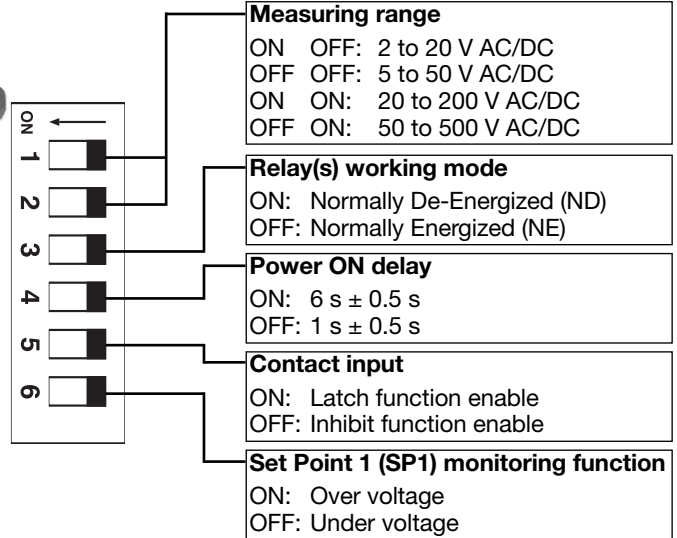 Measuring range
ON OFF: 2 to 20 V AC/DC
OFF OFF: 5 to 50 V AC/DC
ON ON: 20 to 200 V AC/DC
OFF ON: 50 to 500 V AC/DC
Relay(s) working mode
ON: Normally De-Energized (ND)
OFF: Normally Energized (NE)
Power ON delay
ON: 6 s ± 0.5 s
OFF: 1 s ± 0.5 s
Contact input
ON: Latch function enable
OFF: Inhibit function enable
Set Point 1 (SP1) monitoring function
ON: Over voltage
OFF: Under voltage
ON
1
2
3
4
5
6